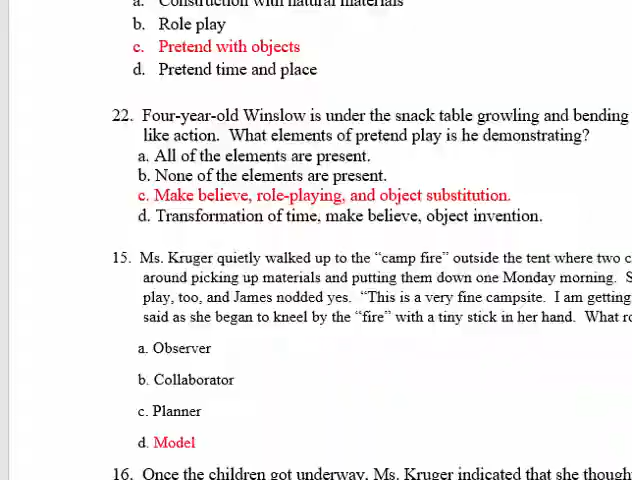 a. Construction with natural materials
b. Role play
c. Pretend with objects
d. Pretend time and place
22. Four-year-old Winslow is under the snack table growling and bending
like action. What elements of pretend play is he demonstrating?
a. All of the elements are present.
b. None of the elements are present.
c. Make believe, role-playing, and object substitution.
d. Transformation of time, make believe, object invention.
15. Ms. Kruger quietly walked up to the “camp fire” outside the tent where two c
around picking up materials and putting them down one Monday morning. S
play, too, and James nodded yes. “This is a very fine campsite. I am getting
said as she began to kneel by the “fire” with a tiny stick in her hand. What ro
a. Observer
b. Collaborator
c. Planner
d. Model
16. Once the children got underway, Ms. Kruger indicated that she though